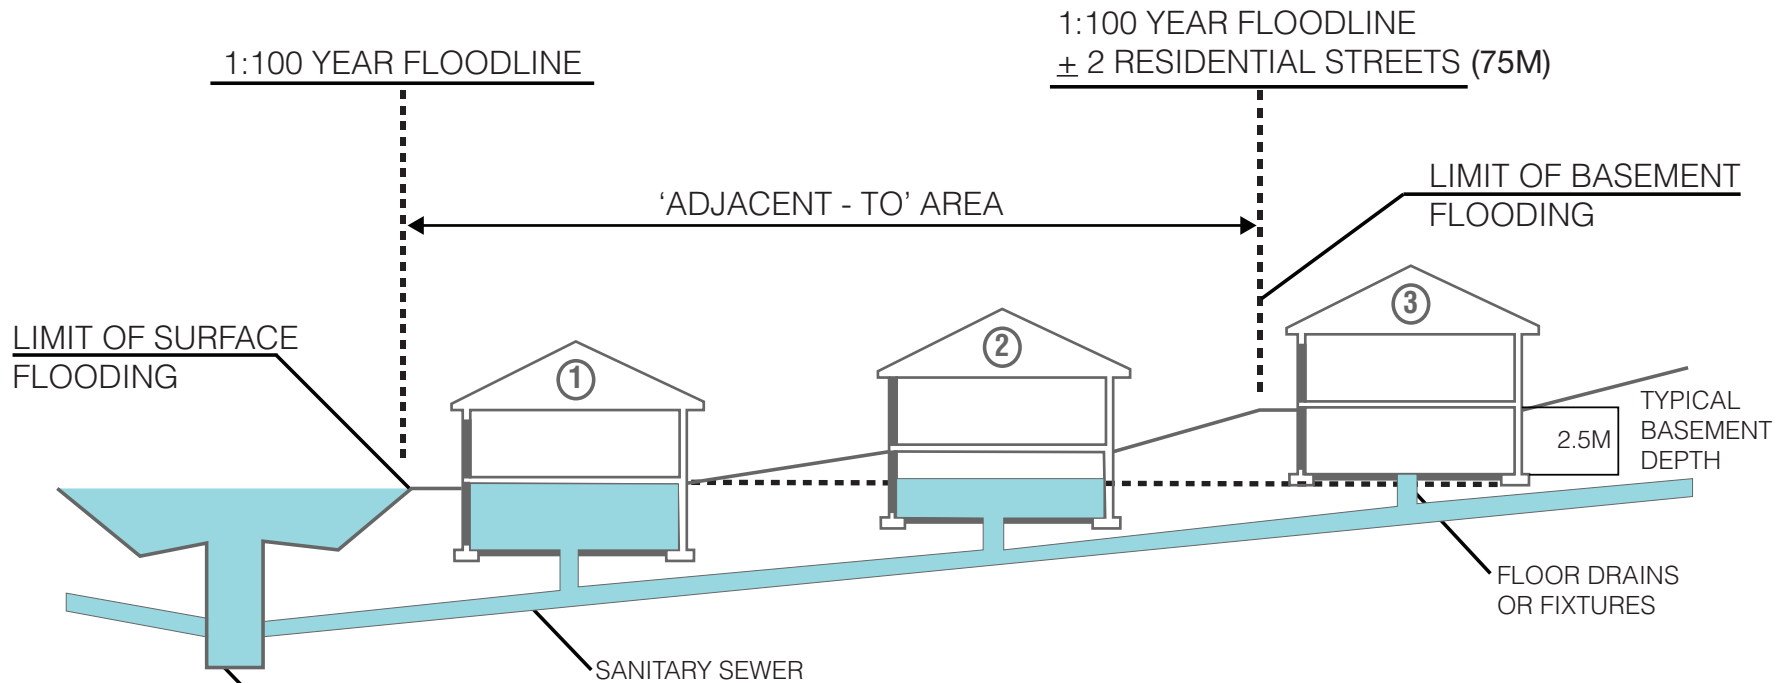 1:100 YEAR FLOODLINE
1:100 YEAR FLOODLINE
± 2 RESIDENTIAL STREETS (75M)
'ADJACENT - TO' AREA
LIMIT OF BASEMENT
FLOODING
LIMIT OF SURFACE
FLOODING
1
2
3
2.5M
TYPICAL
BASEMENT
DEPTH
FLOOR DRAINS
OR FIXTURES
SANITARY SEWER